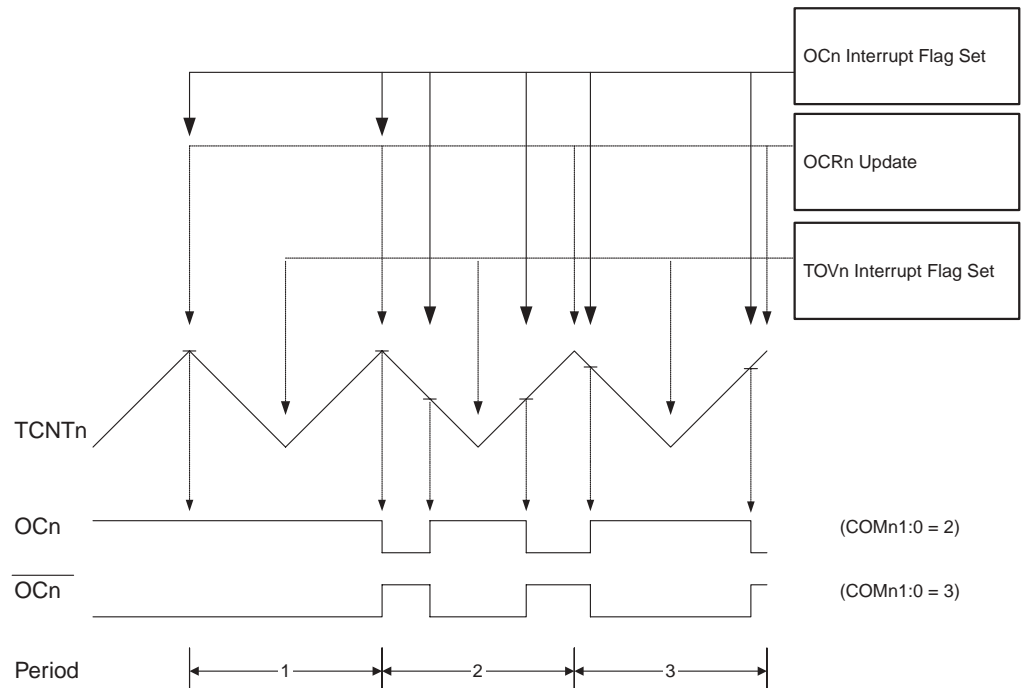 OCn Interrupt Flag Set
OCRn Update
TOVn Interrupt Flag Set
TCNTn
OCn (COMn1:0 = 2)
OCn (COMn1:0 = 3)
Period 1 2 3